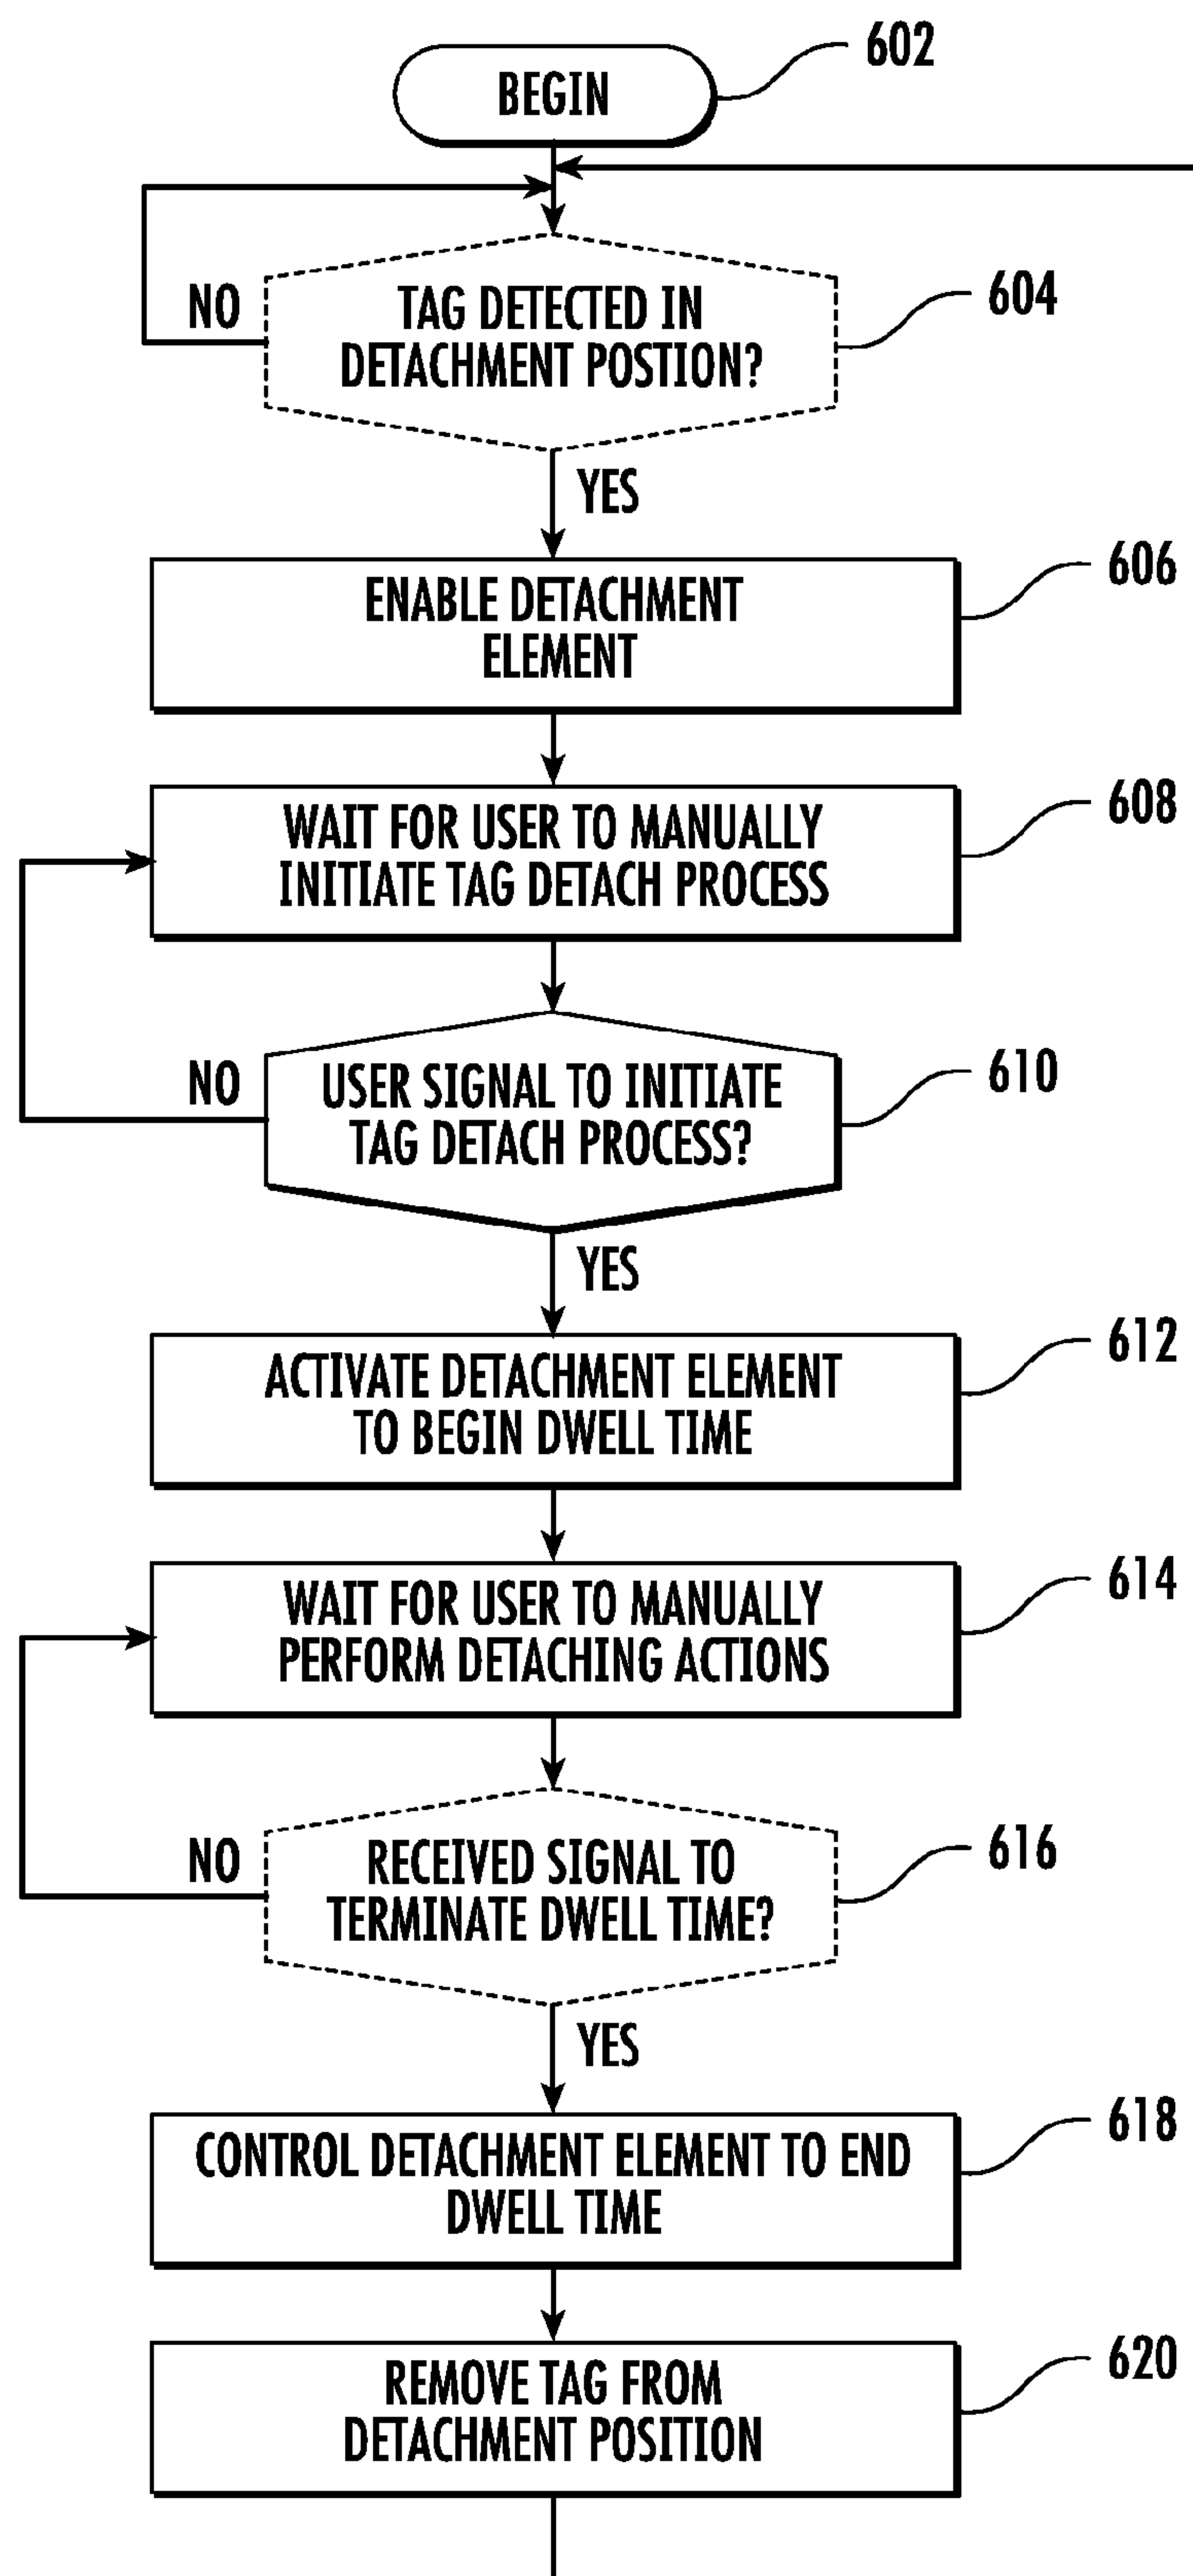 BEGIN
602
NO
TAG DETECTED IN
DETACHMENT POSTION?
604
YES
ENABLE DETACHMENT
ELEMENT
606
WAIT FOR USER TO MANUALLY
INITIATE TAG DETACH PROCESS
608
NO
USER SIGNAL TO INITIATE
TAG DETACH PROCESS?
610
YES
ACTIVATE DETACHMENT ELEMENT
TO BEGIN DWELL TIME
612
WAIT FOR USER TO MANUALLY
PERFORM DETACHING ACTIONS
614
NO
RECEIVED SIGNAL TO
TERMINATE DWELL TIME?
616
YES
CONTROL DETACHMENT ELEMENT TO END
DWELL TIME
618
REMOVE TAG FROM
DETACHMENT POSITION
620